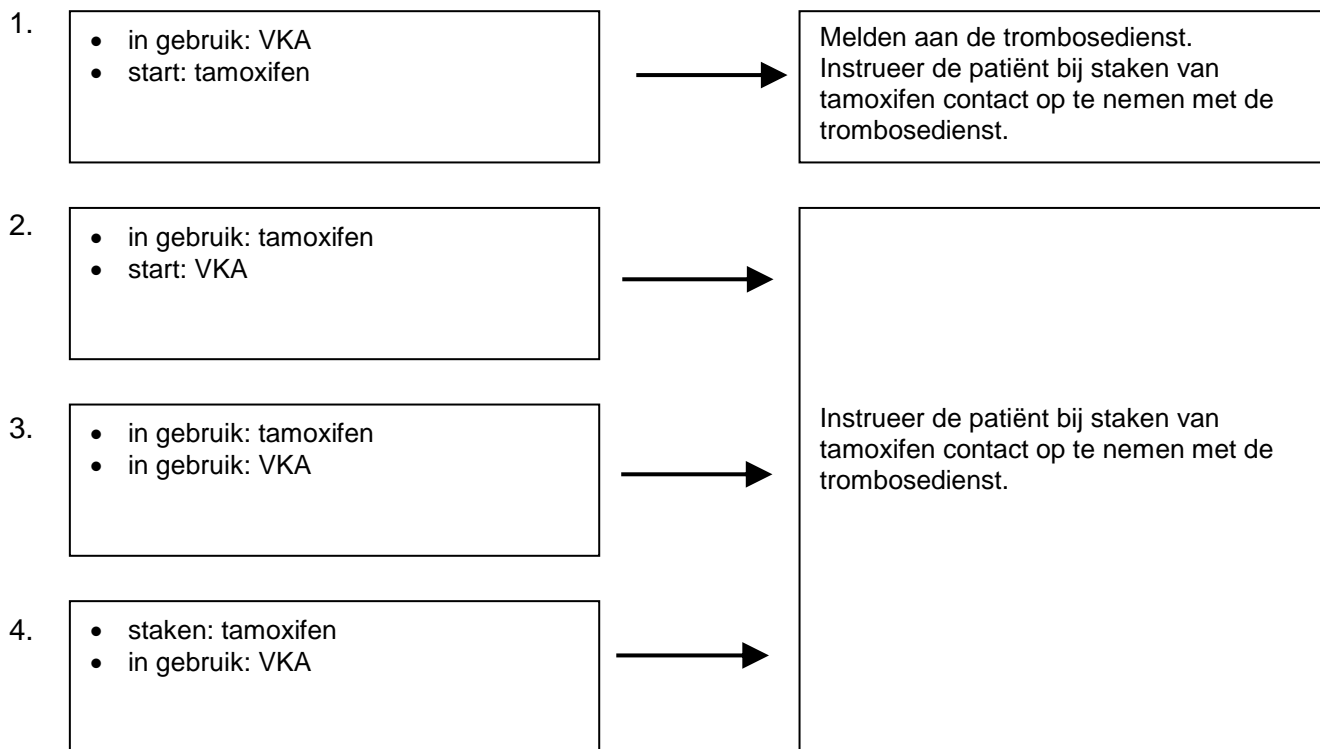 1.
• in gebruik: VKA
• start: tamoxifen
Melden aan de trombosedienst.
Instrueer de patiënt bij staken van
tamoxifen contact op te nemen met de
trombosedienst.
2.
• in gebruik: tamoxifen
• start: VKA
3.
• in gebruik: tamoxifen
• in gebruik: VKA
Instrueer de patiënt bij staken van
tamoxifen contact op te nemen met de
trombosedienst.
4.
• staken: tamoxifen
• in gebruik: VKA